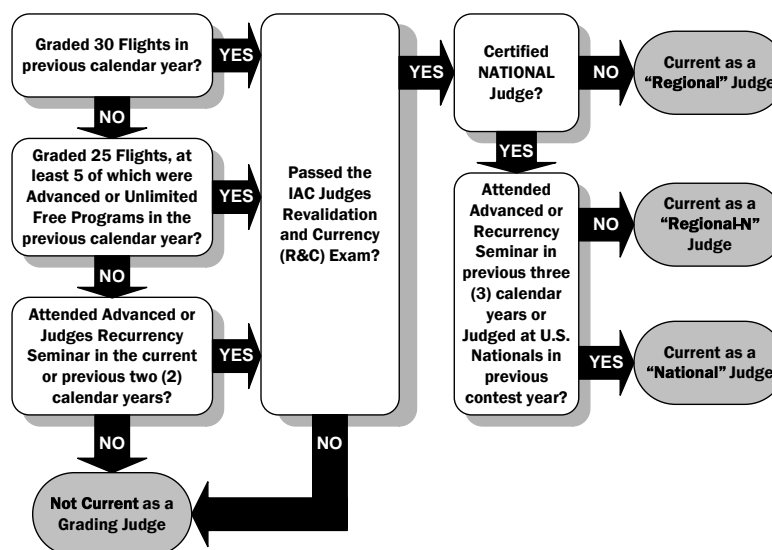 Graded 30 Flights in
previous calendar year?
YES
NO
Graded 25 Flights, at
least 5 of which were
Advanced or Unlimited
Free Programs in the
previous calendar year?
YES
NO
Attended Advanced or
Judges Recurrency
Seminar in the current
or previous two (2)
calendar years?
YES
NO
Not Current as a
Grading Judge
Passed the
IAC Judges
Revalidation
and Currency
(R&C) Exam?
NO
YES
Certified
NATIONAL
Judge?
NO
Current as a
“Regional” Judge
YES
Attended
Advanced or
Recurrency
Seminar in
previous three
(3) calendar
years or
Judged at U.S.
Nationals in
previous
contest year?
NO
Current as a
“Regional-N”
Judge
YES
Current as a
“National” Judge